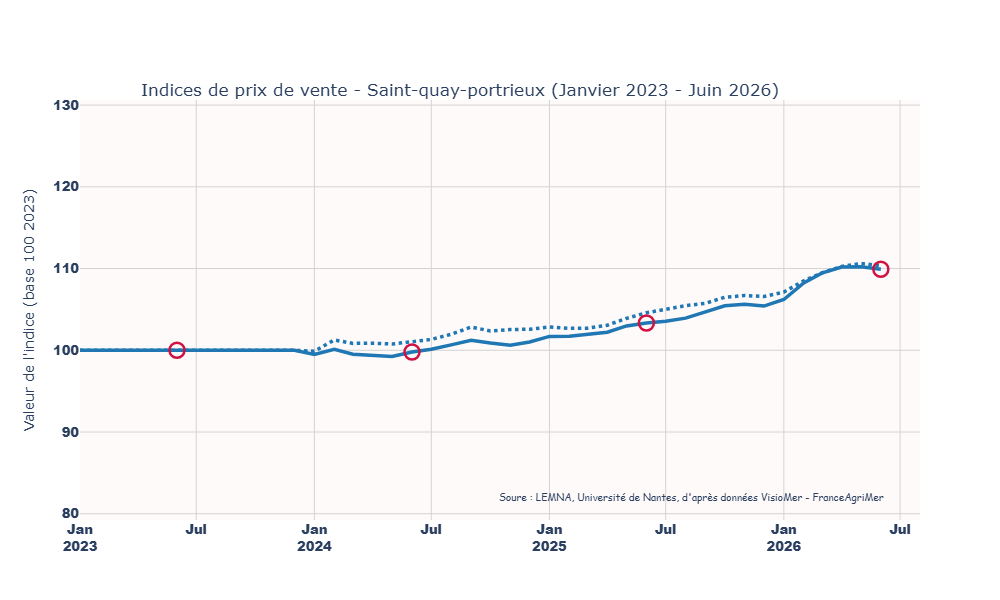 Indices de prix de vente - Saint-quay-portrieux (Janvier 2023 - Juin 2026)
Valeur de l'indice (base 100 2023)
130
120
110
100
90
80
Soure : LEMNA, Université de Nantes, d'après données VisioMer - FranceAgriMer
Jan Jul Jan Jul Jan Jul Jan Jul
2023 2024 2025 2026